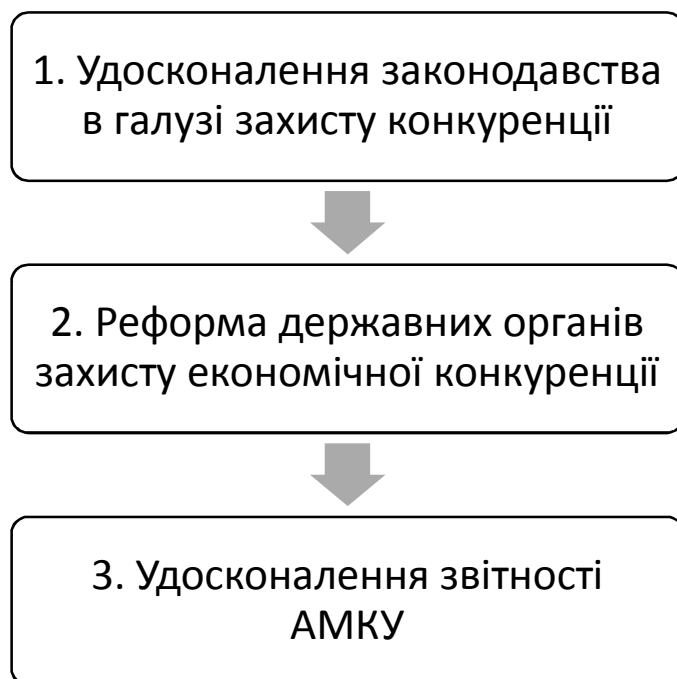 1. Удосконалення законодавства
в галузі захисту конкуренції
2. Реформа державних органів
захисту економічної конкуренції
3. Удосконалення звітності
АМКУ